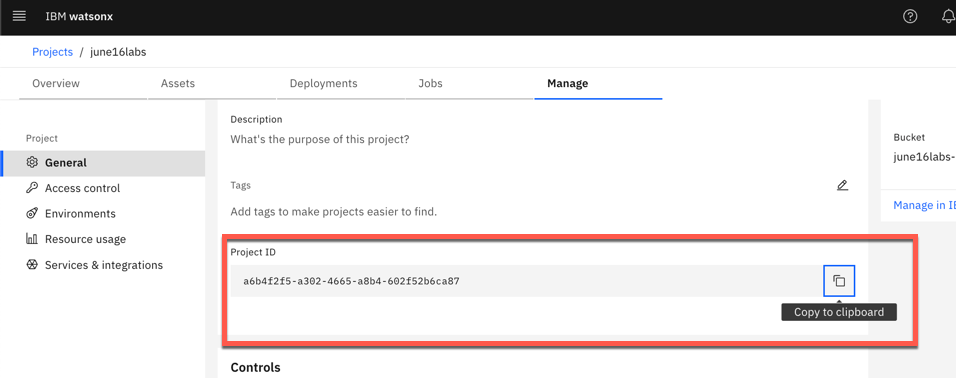 IBM watsonx
Projects / june16labs
Overview
Assets
Deployments
Jobs
Manage
Project
General
Access control
Environments
Resource usage
Services & integrations
Description
What's the purpose of this project?
Tags
Add tags to make projects easier to find.
Project ID
a6b4f2f5-a302-4665-a8b4-602f52b6ca87
Copy to clipboard
Controls
Bucket
june16labs-
Manage in IB